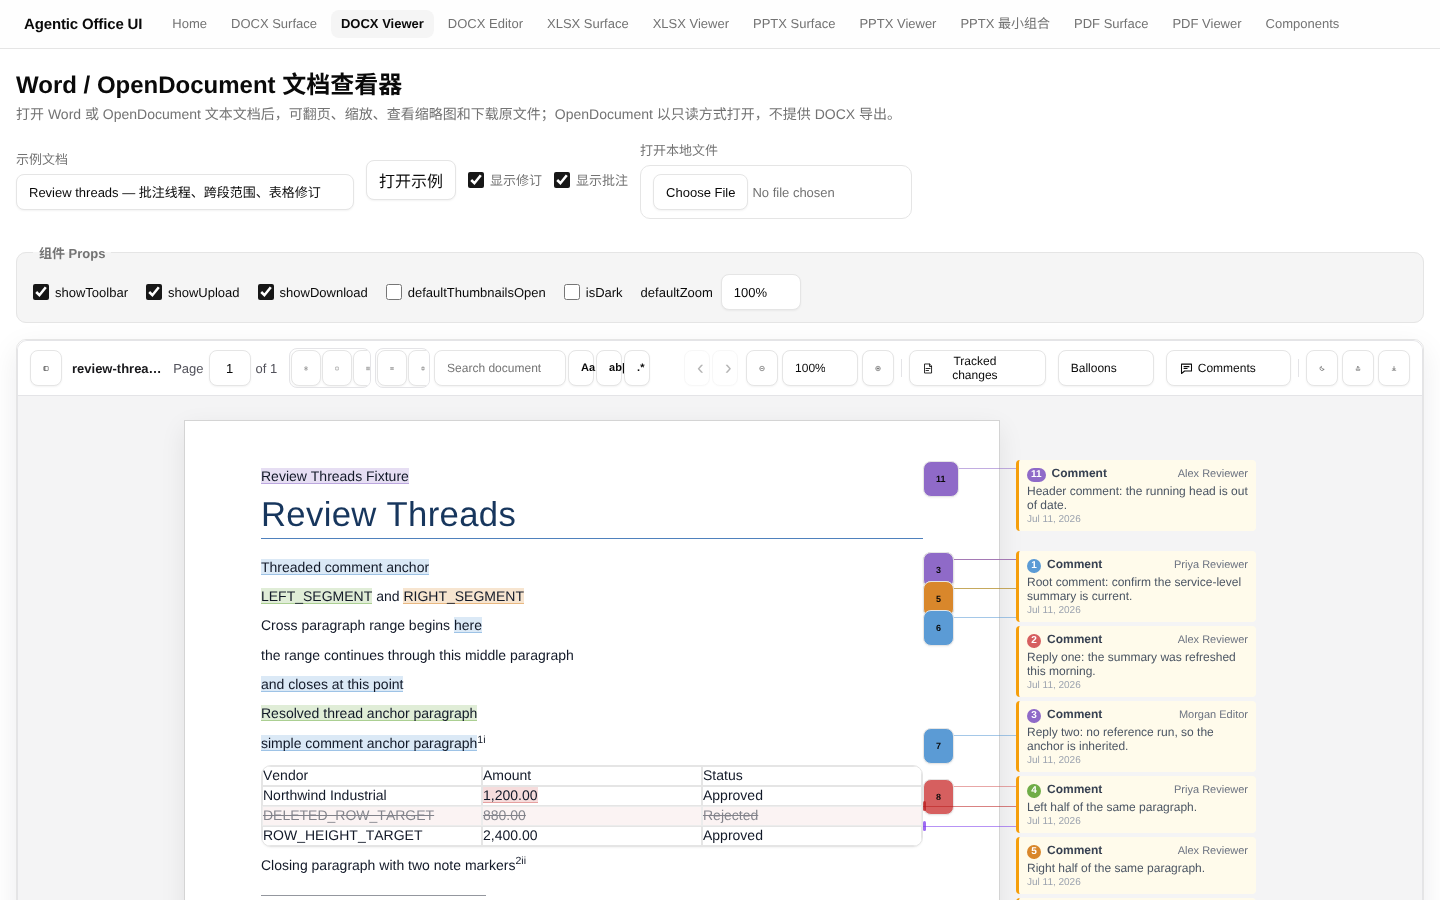 Agentic Office UI Home DOCX Surface DOCX Viewer DOCX Editor XLSX Surface XLSX Viewer PPTX Surface PPTX Viewer PPTX 最小组合 PDF Surface PDF Viewer Components
Word / OpenDocument 文档查看器
打开 Word 或 OpenDocument 文本文档后，可翻页、缩放、查看缩略图和下载原文件；OpenDocument 以只读方式打开，不提供 DOCX 导出。
示例文档
Review threads — 批注线程、跨段范围、表格修订
打开示例
显示修订
显示批注
打开本地文件
Choose File No file chosen
组件 Props
showToolbar showUpload showDownload defaultThumbnailsOpen isDark defaultZoom 100%
review-threa... Page 1 of 1 Search document Aa ab| .* 100% Tracked changes Balloons Comments
Review Threads Fixture
Review Threads
Threaded comment anchor
LEFT_SEGMENT and RIGHT_SEGMENT
Cross paragraph range begins here
the range continues through this middle paragraph
and closes at this point
Resolved thread anchor paragraph
simple comment anchor paragraph1i
Vendor Amount Status
Northwind Industrial 1,200.00 Approved
DELETED_ROW_TARGET 880.00 Rejected
ROW_HEIGHT_TARGET 2,400.00 Approved
Closing paragraph with two note markers2ii
11
3
5
6
7
8
11 Comment Alex Reviewer
Header comment: the running head is out
of date.
Jul 11, 2026
1 Comment Priya Reviewer
Root comment: confirm the service-level
summary is current.
Jul 11, 2026
2 Comment Alex Reviewer
Reply one: the summary was refreshed
this morning.
Jul 11, 2026
3 Comment Morgan Editor
Reply two: no reference run, so the
anchor is inherited.
Jul 11, 2026
4 Comment Priya Reviewer
Left half of the same paragraph.
Jul 11, 2026
5 Comment Alex Reviewer
Right half of the same paragraph.
Jul 11, 2026